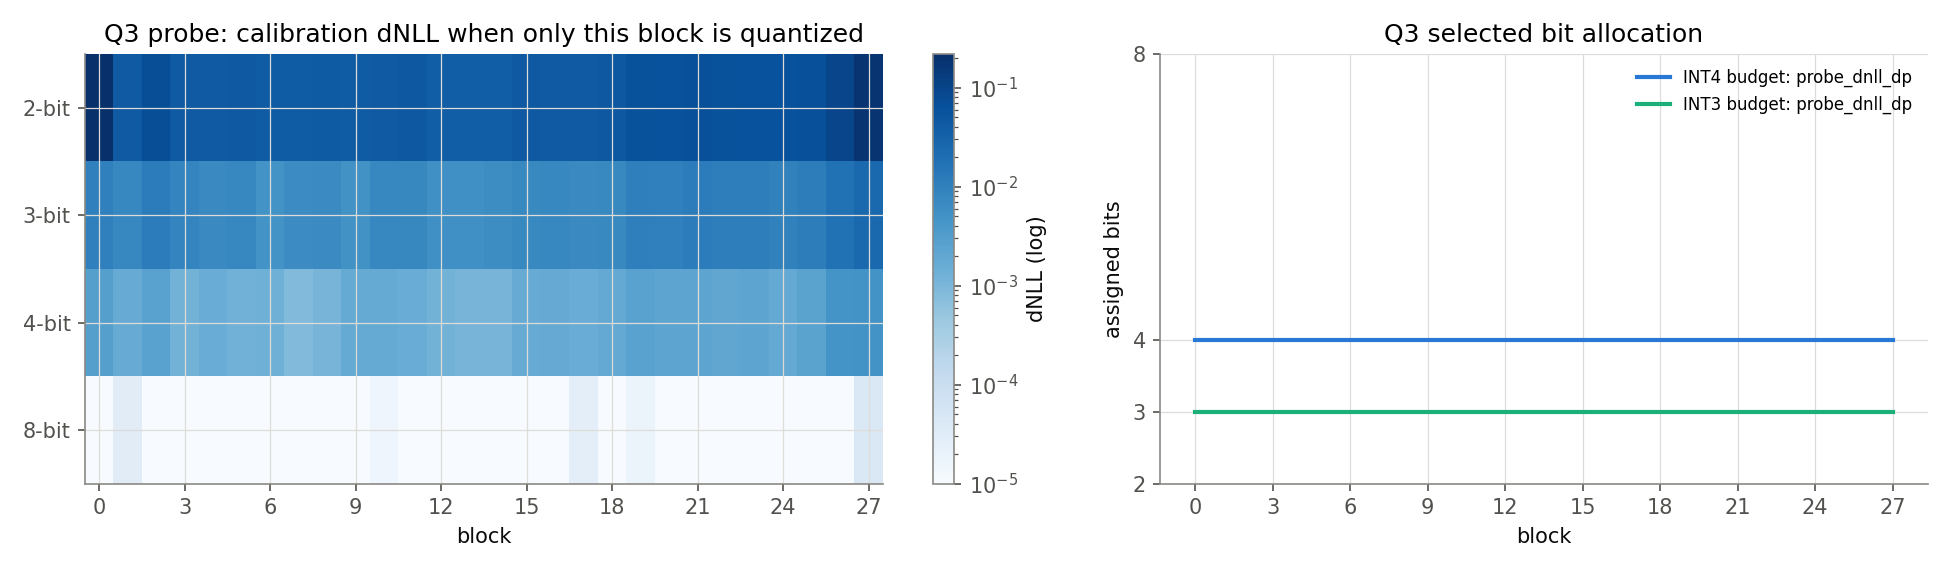 Q3 probe: calibration dNLL when only this block is quantized
2-bit
3-bit
4-bit
8-bit
0 3 6 9 12 15 18 21 24 27
block
10⁻¹
10⁻²
10⁻³
10⁻⁴
10⁻⁵
dNLL (log)
Q3 selected bit allocation
INT4 budget: probe_dnll_dp
INT3 budget: probe_dnll_dp
assigned bits
8
4
3
2
0 3 6 9 12 15 18 21 24 27
block